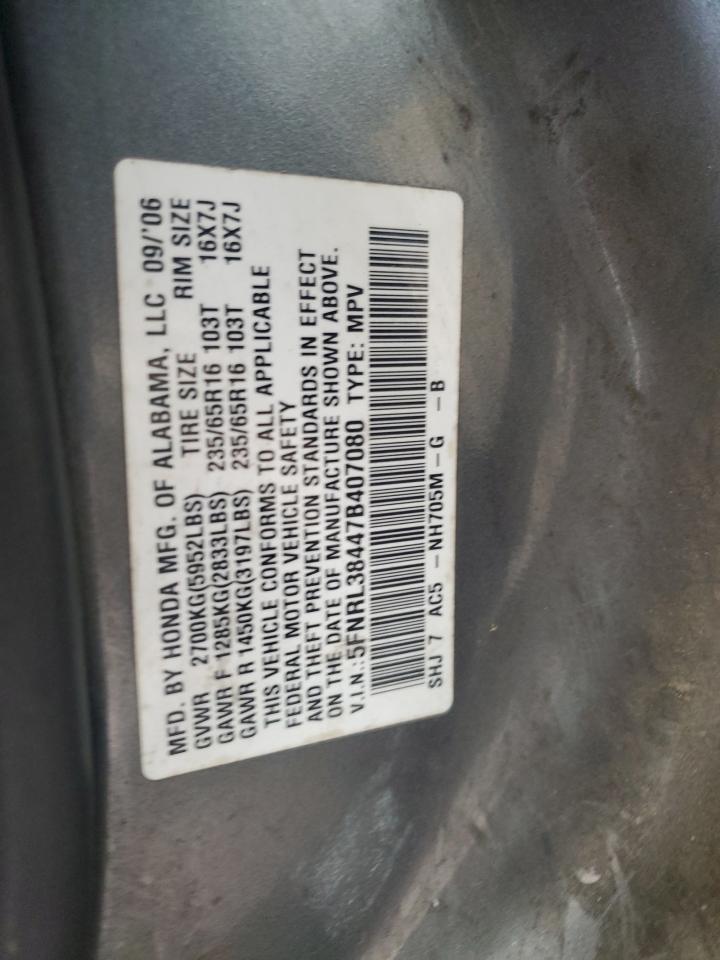 MFD. BY HONDA MFG. OF ALABAMA, LLC 09/'06
GVWR 2700KG(5952LBS) TIRE SIZE RIM SIZE
GAWR F 1285KG(2833LBS) 235/65R16 103T 16X7J
GAWR R 1450KG(3197LBS) 235/65R16 103T 16X7J
THIS VEHICLE CONFORMS TO ALL APPLICABLE
FEDERAL MOTOR VEHICLE SAFETY
AND THEFT PREVENTION STANDARDS IN EFFECT
ON THE DATE OF MANUFACTURE SHOWN ABOVE.
V.I.N.:5FNRL38447B407080 TYPE: MPV
SHJ 7 AC5 -NH705M-G -B